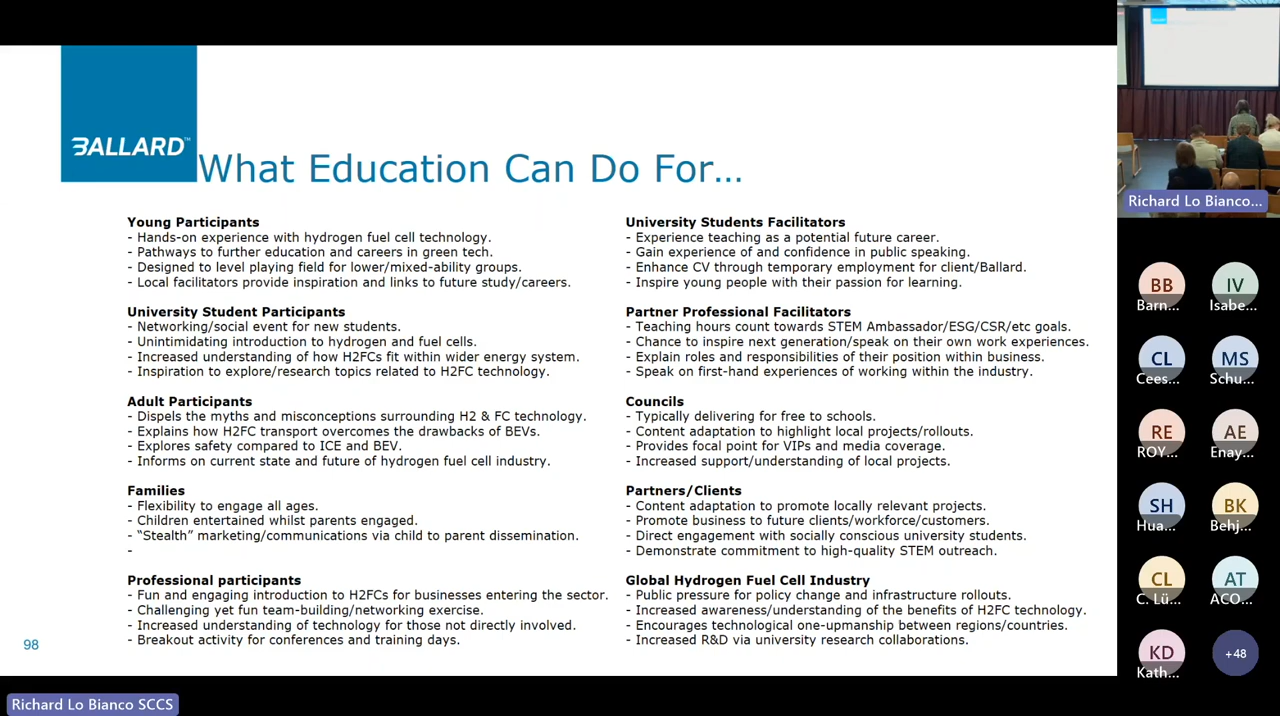 BALLARD™
What Education Can Do For…
Young Participants
- Hands-on experience with hydrogen fuel cell technology.
- Pathways to further education and careers in green tech.
- Designed to level playing field for lower/mixed-ability groups.
- Local facilitators provide inspiration and links to future study/careers.
University Student Participants
- Networking/social event for new students.
- Unintimidating introduction to hydrogen and fuel cells.
- Increased understanding of how H2FCs fit within wider energy system.
- Inspiration to explore/research topics related to H2FC technology.
Adult Participants
- Dispels the myths and misconceptions surrounding H2 & FC technology.
- Explains how H2FC transport overcomes the drawbacks of BEVs.
- Explores safety compared to ICE and BEV.
- Informs on current state and future of hydrogen fuel cell industry.
Families
- Flexibility to engage all ages.
- Children entertained whilst parents engaged.
- “Stealth” marketing/communications via child to parent dissemination.
-
Professional participants
- Fun and engaging introduction to H2FCs for businesses entering the sector.
- Challenging yet fun team-building/networking exercise.
- Increased understanding of technology for those not directly involved.
- Breakout activity for conferences and training days.
University Students Facilitators
- Experience teaching as a potential future career.
- Gain experience of and confidence in public speaking.
- Enhance CV through temporary employment for client/Ballard.
- Inspire young people with their passion for learning.
Partner Professional Facilitators
- Teaching hours count towards STEM Ambassador/ESG/CSR/etc goals.
- Chance to inspire next generation/speak on their own work experiences.
- Explain roles and responsibilities of their position within business.
- Speak on first-hand experiences of working within the industry.
Councils
- Typically delivering for free to schools.
- Content adaptation to highlight local projects/rollouts.
- Provides focal point for VIPs and media coverage.
- Increased support/understanding of local projects.
Partners/Clients
- Content adaptation to promote locally relevant projects.
- Promote business to future clients/workforce/customers.
- Direct engagement with socially conscious university students.
- Demonstrate commitment to high-quality STEM outreach.
Global Hydrogen Fuel Cell Industry
- Public pressure for policy change and infrastructure rollouts.
- Increased awareness/understanding of the benefits of H2FC technology.
- Encourages technological one-upmanship between regions/countries.
- Increased R&D via university research collaborations.
98
Richard Lo Bianco SCCS
Richard Lo Bianco...
BB
Barn...
IV
Isabe...
CL
Cees...
MS
Schu...
RE
ROY...
AE
Enay...
SH
Hua...
BK
Behj...
CL
C. Lü...
AT
ACO...
KD
Kath...
+48